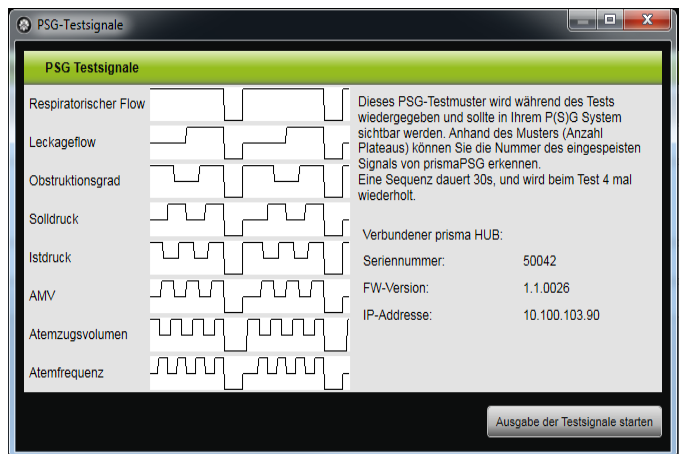 PSG-Testsignale
PSG Testsignale
Respiratorischer Flow
Leckageflow
Obstruktionsgrad
Solldruck
Istdruck
AMV
Atemzugsvolumen
Atemfrequenz
Dieses PSG-Testmuster wird während des Tests
wiedergegeben und sollte in Ihrem P(S)G System
sichtbar werden. Anhand des Musters (Anzahl
Plateaus) können Sie die Nummer des eingespeisten
Signals von prismaPSG erkennen.
Eine Sequenz dauert 30s, und wird beim Test 4 mal
wiederholt.
Verbundener prisma HUB:
Seriennummer: 50042
FW-Version: 1.1.0026
IP-Addresse: 10.100.103.90
Ausgabe der Testsignale starten